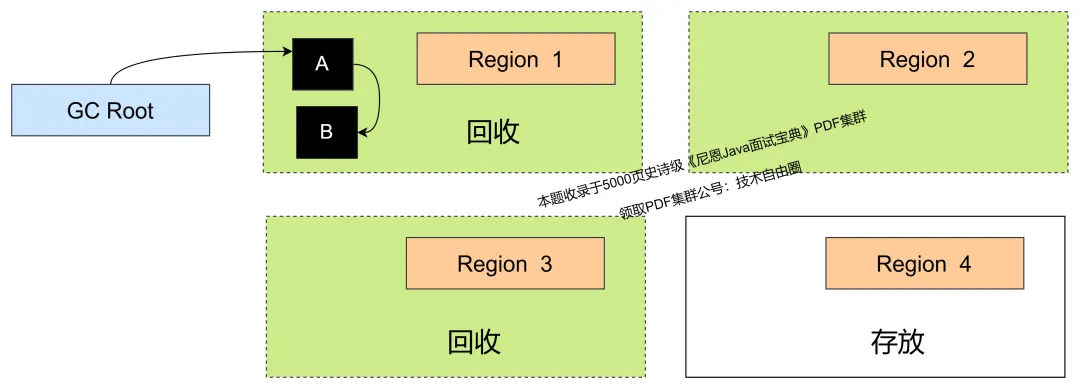 A
Region 1
Region 2
GC Root
B
回收
本题收录于5000页史诗级《尼恩Java面试宝典》PDF集群
领取PDF集群公号：技术自由圈
Region 3
Region 4
回收
存放